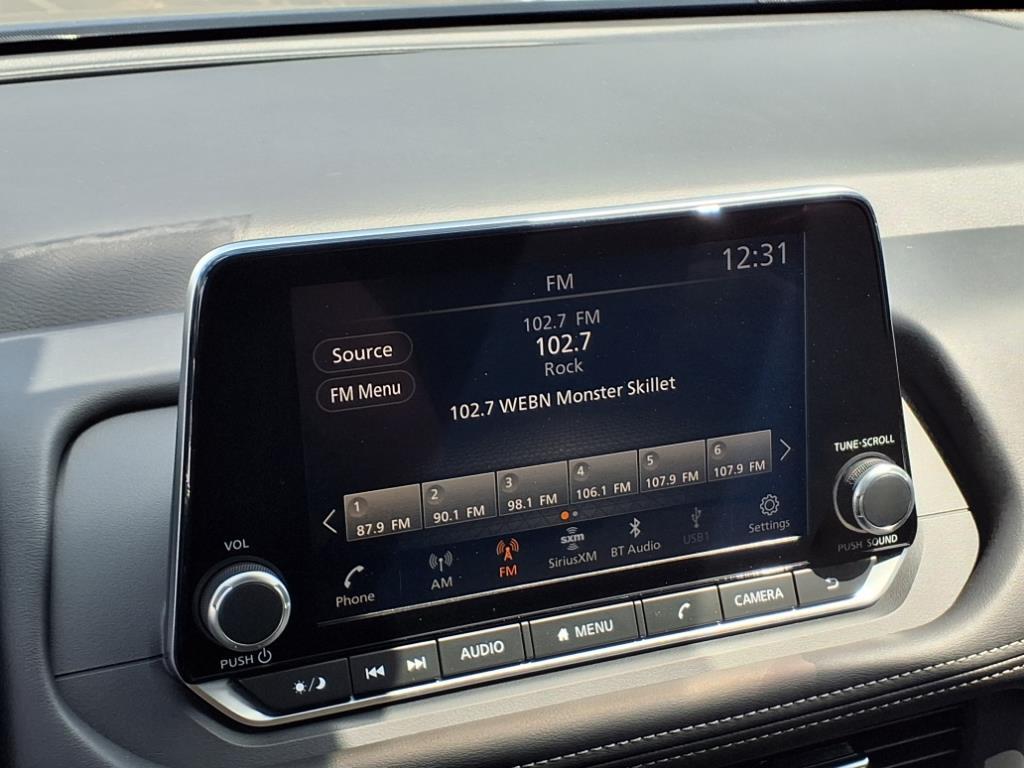 12:31
FM
102.7 FM
102.7
Rock
Source
FM Menu
102.7 WEBN Monster Skillet
1 2 3 4 5 6
87.9 FM 90.1 FM 98.1 FM 106.1 FM 107.9 FM 107.9 FM
Phone AM FM sxm SiriusXM BT Audio USB1 Settings
VOL
PUSH
TUNE·SCROLL
PUSH SOUND
AUDIO MENU CAMERA